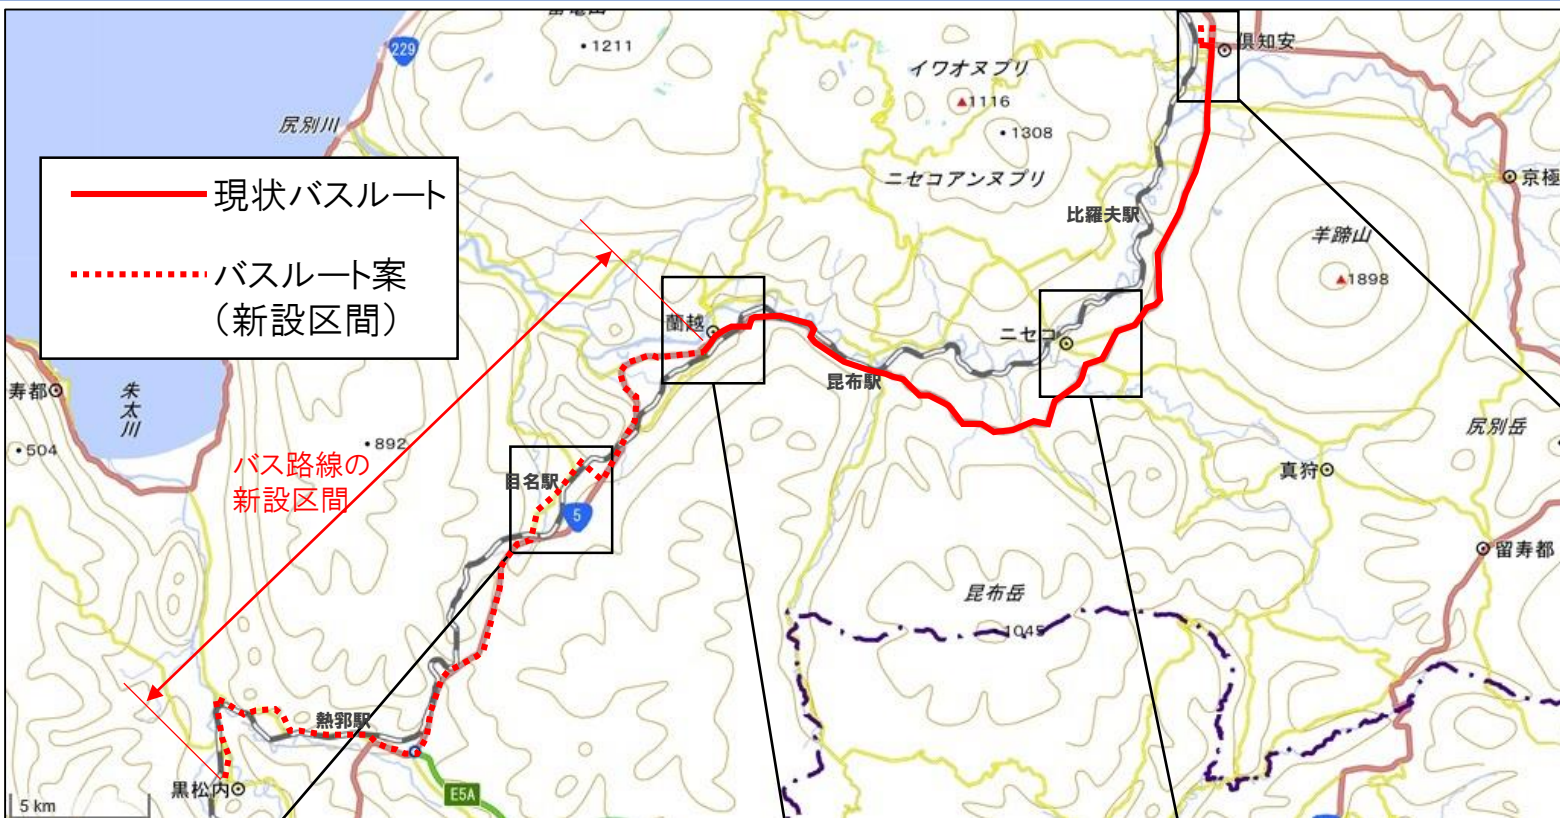 1211
229
尻別川
イワオヌプリ
1116
1308
ニセコアンヌプリ
倶知安
京極
比羅夫駅
羊蹄山
1898
現状バスルート
バスルート案
（新設区間）
蘭越
ニセコ
昆布駅
寿都
朱太川
504
892
バス路線の
新設区間
目名駅
5
尻別岳
真狩
留寿都
昆布岳
1045
熱郛駅
黒松内
E5A
5 km